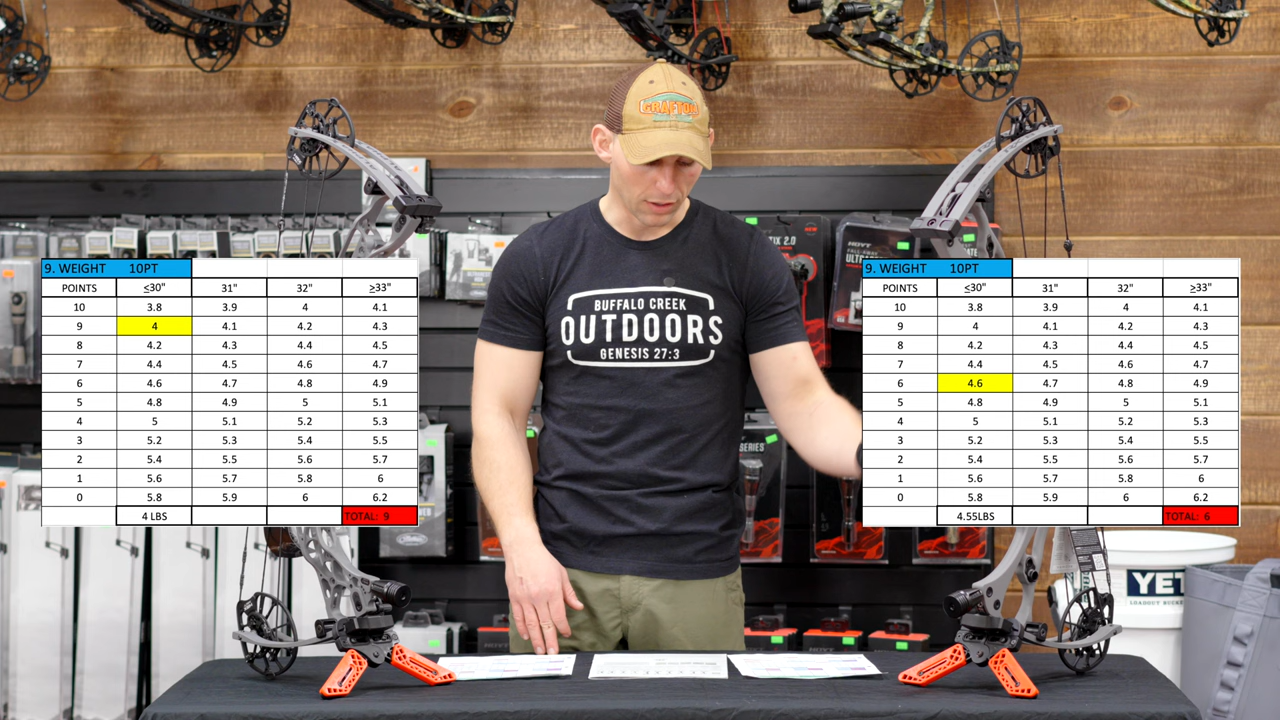 GRAFTON
BUFFALO CREEK
OUTDOORS
GENESIS 27:3
9. WEIGHT 10PT
POINTS ≤30" 31" 32" ≥33"
10 3.8 3.9 4 4.1
9 4 4.1 4.2 4.3
8 4.2 4.3 4.4 4.5
7 4.4 4.5 4.6 4.7
6 4.6 4.7 4.8 4.9
5 4.8 4.9 5 5.1
4 5 5.1 5.2 5.3
3 5.2 5.3 5.4 5.5
2 5.4 5.5 5.6 5.7
1 5.6 5.7 5.8 6
0 5.8 5.9 6 6.2
4 LBS TOTAL: 9
9. WEIGHT 10PT
POINTS ≤30" 31" 32" ≥33"
10 3.8 3.9 4 4.1
9 4 4.1 4.2 4.3
8 4.2 4.3 4.4 4.5
7 4.4 4.5 4.6 4.7
6 4.6 4.7 4.8 4.9
5 4.8 4.9 5 5.1
4 5 5.1 5.2 5.3
3 5.2 5.3 5.4 5.5
2 5.4 5.5 5.6 5.7
1 5.6 5.7 5.8 6
0 5.8 5.9 6 6.2
4.55LBS TOTAL: 6
IX 2.0
HOYT
SERIES
YET
LOADOUT BUCKET